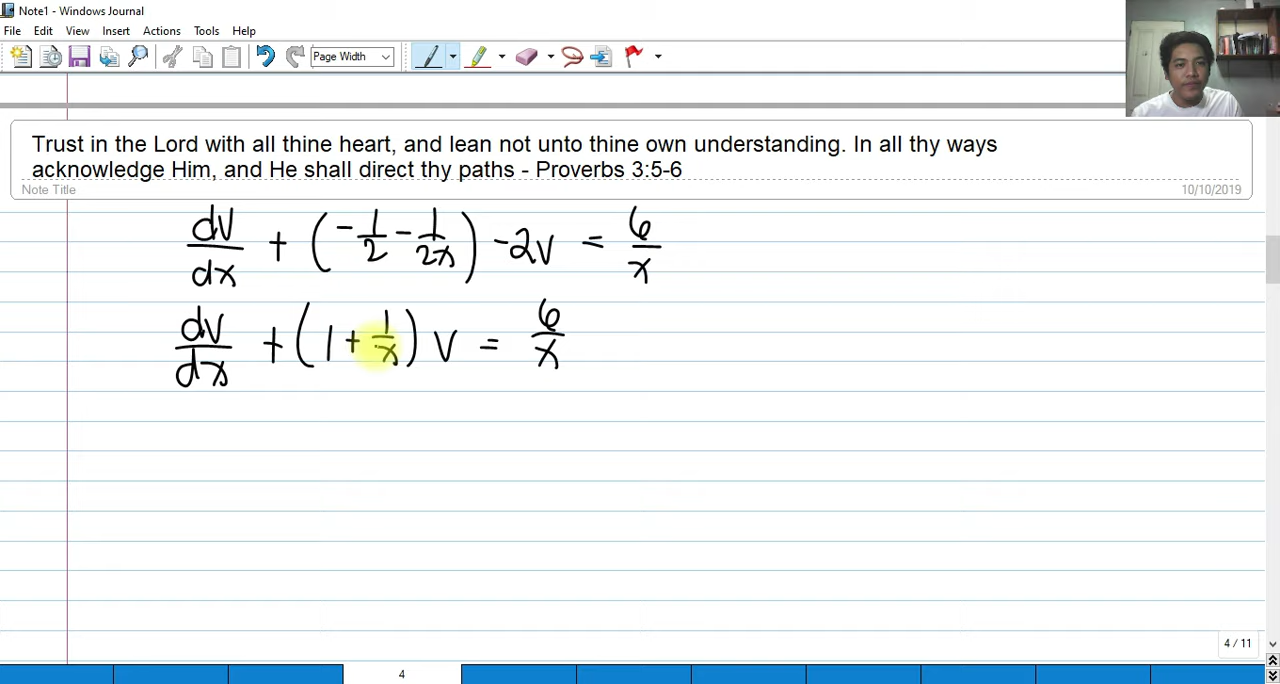 Note1 - Windows Journal
File Edit View Insert Actions Tools Help
Page Width
Trust in the Lord with all thine heart, and lean not unto thine own understanding. In all thy ways
acknowledge Him, and He shall direct thy paths - Proverbs 3:5-6
Note Title 10/10/2019
dv/dx + (-1/2 - 1/2x) -2v = 6/x
dv/dx + (1 + 1/x) v = 6/x
4 / 11
4